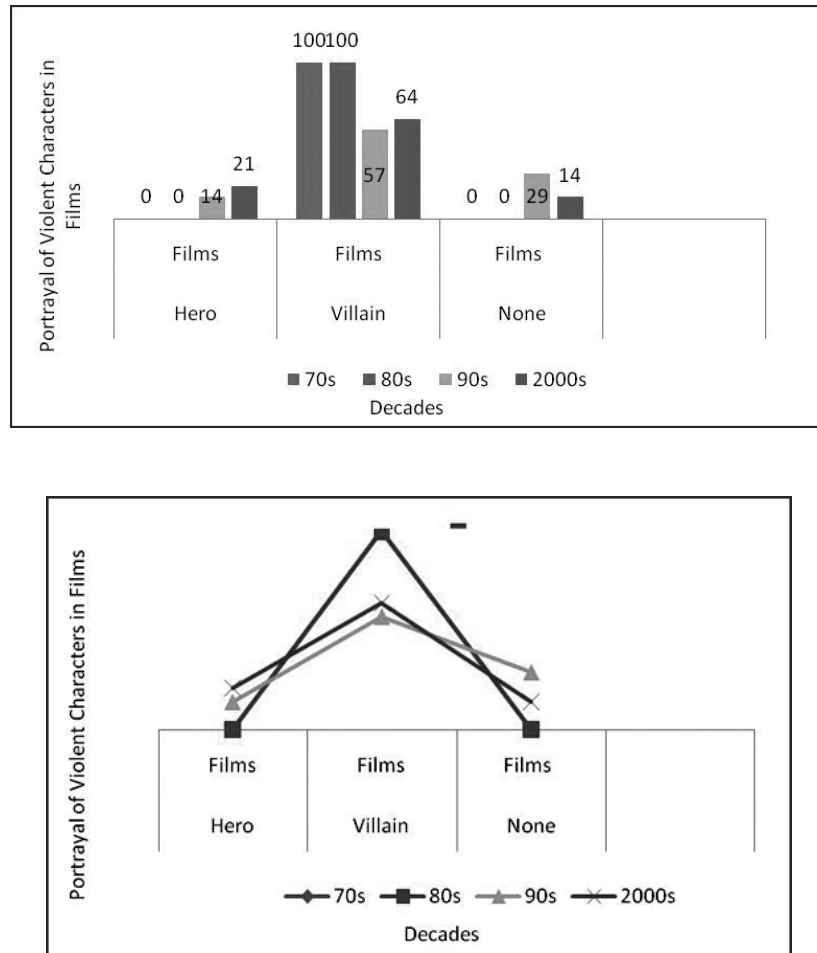 Portrayal of Violent Characters in
Films
100 100
64
57
21
0 0 14
0 0 29 14
Films Films Films
Hero Villain None
70s 80s 90s 2000s
Decades
Portrayal of Violent Characters in Films
Films Films Films
Hero Villain None
70s 80s 90s 2000s
Decades